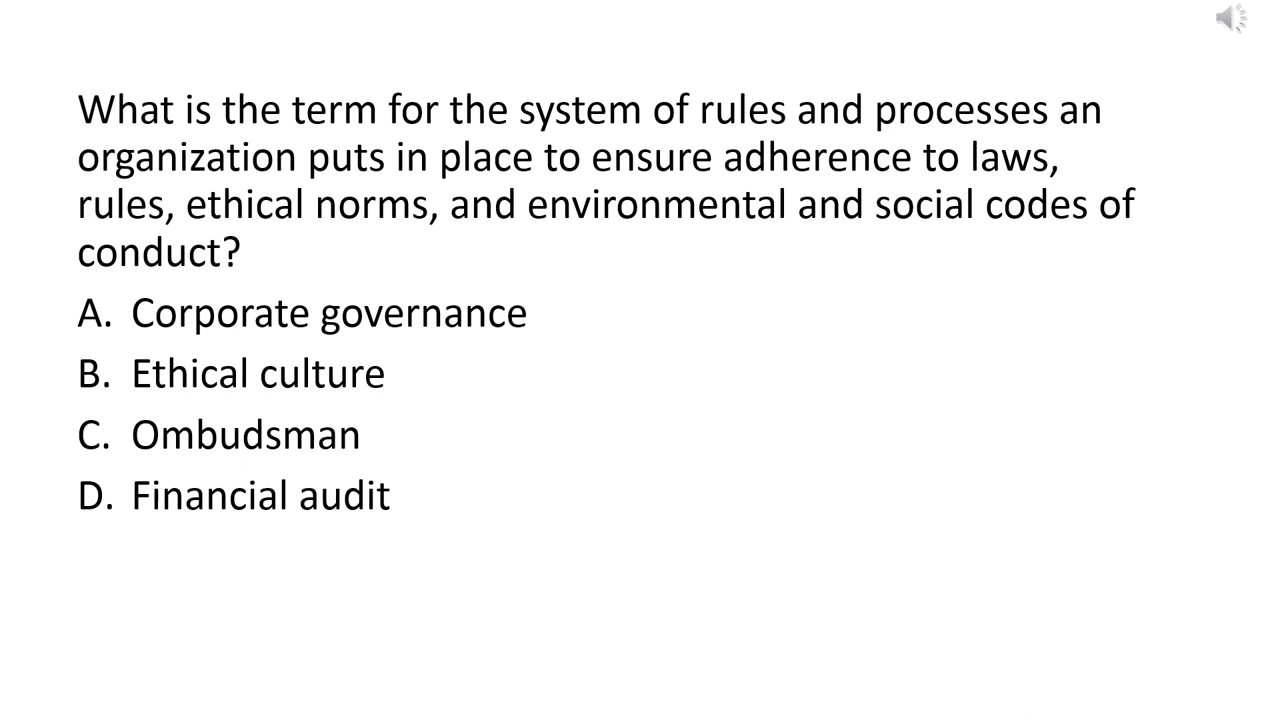 What is the term for the system of rules and processes an
organization puts in place to ensure adherence to laws,
rules, ethical norms, and environmental and social codes of
conduct?
A. Corporate governance
B. Ethical culture
C. Ombudsman
D. Financial audit